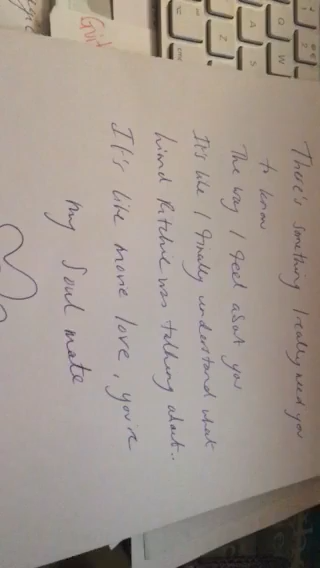 There's something I really need you
to know
The way I feel about you
It's like I finally understand what
Lionel Ritchie was talking about..
It's like movie love, you're
my soul mate
Q W
A S
Z